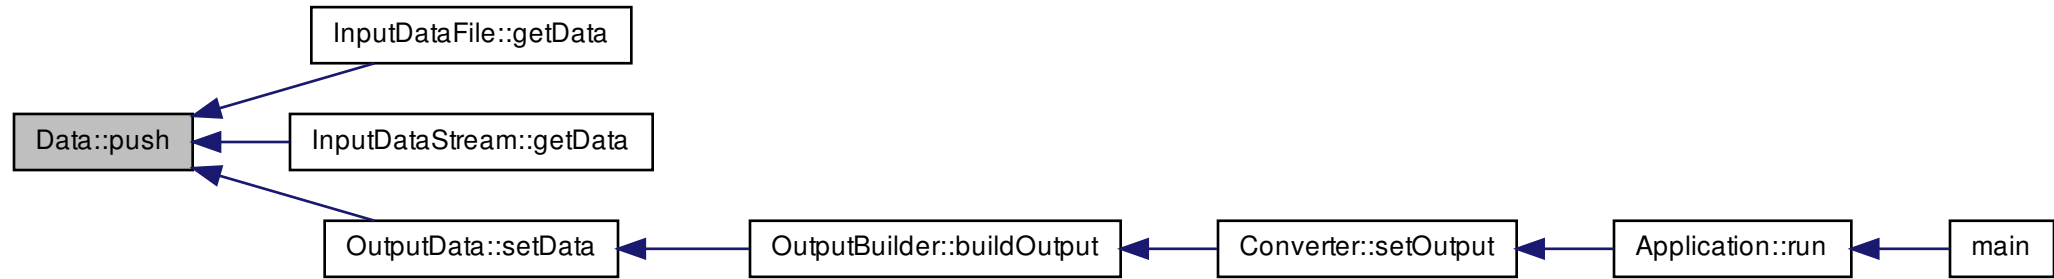 InputDataFile::getData
Data::push
InputDataStream::getData
OutputData::setData
OutputBuilder::buildOutput
Converter::setOutput
Application::run
main